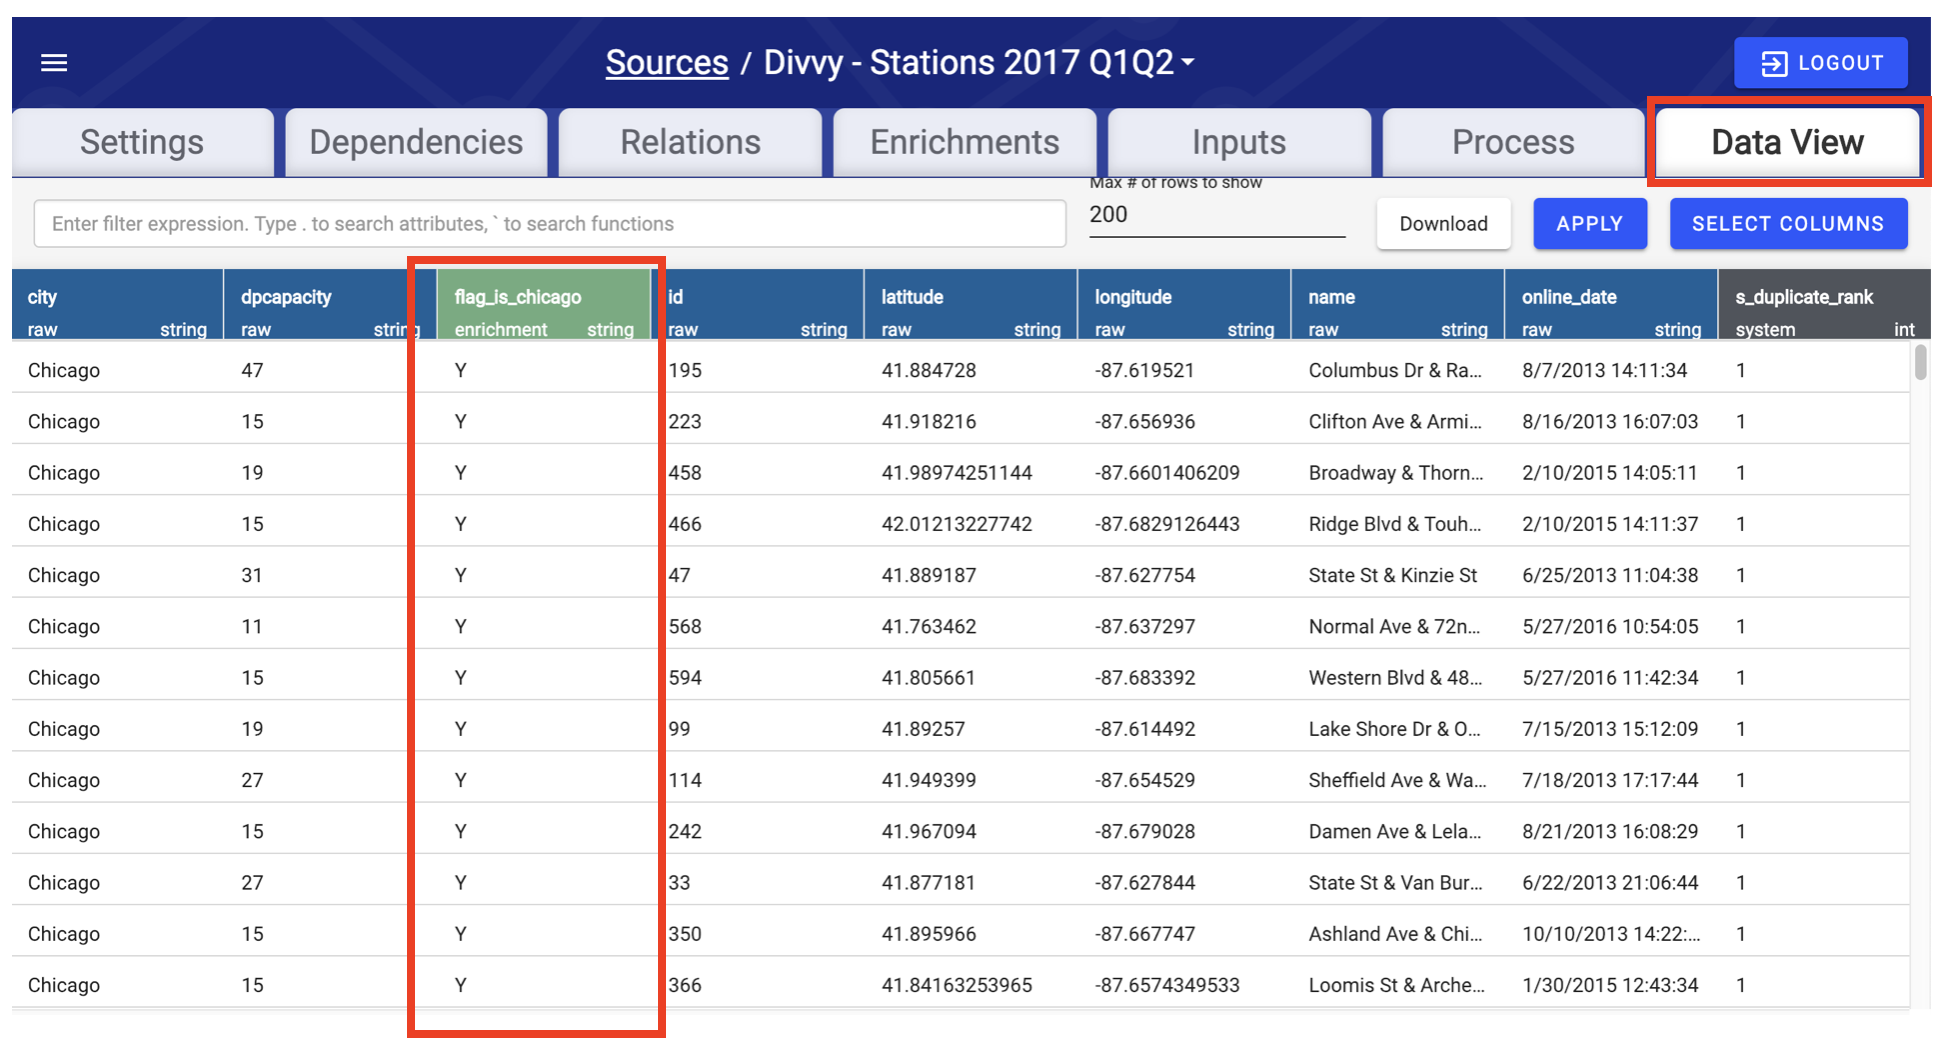 Sources / Divvy - Stations 2017 Q1Q2
LOGOUT
Settings Dependencies Relations Enrichments Inputs Process Data View
Max # of rows to show
Enter filter expression. Type . to search attributes, ` to search functions 200 Download APPLY SELECT COLUMNS
city dpcapacity flag_is_chicago id latitude longitude name online_date s_duplicate_rank
raw string raw string enrichment string raw string raw string raw string raw string raw string system int
Chicago 47 Y 195 41.884728 -87.619521 Columbus Dr & Ra... 8/7/2013 14:11:34 1
Chicago 15 Y 223 41.918216 -87.656936 Clifton Ave & Armi... 8/16/2013 16:07:03 1
Chicago 19 Y 458 41.98974251144 -87.6601406209 Broadway & Thorn... 2/10/2015 14:05:11 1
Chicago 15 Y 466 42.01213227742 -87.6829126443 Ridge Blvd & Touh... 2/10/2015 14:11:37 1
Chicago 31 Y 47 41.889187 -87.627754 State St & Kinzie St 6/25/2013 11:04:38 1
Chicago 11 Y 568 41.763462 -87.637297 Normal Ave & 72n... 5/27/2016 10:54:05 1
Chicago 15 Y 594 41.805661 -87.683392 Western Blvd & 48... 5/27/2016 11:42:34 1
Chicago 19 Y 99 41.89257 -87.614492 Lake Shore Dr & O... 7/15/2013 15:12:09 1
Chicago 27 Y 114 41.949399 -87.654529 Sheffield Ave & Wa... 7/18/2013 17:17:44 1
Chicago 15 Y 242 41.967094 -87.679028 Damen Ave & Lela... 8/21/2013 16:08:29 1
Chicago 27 Y 33 41.877181 -87.627844 State St & Van Bur... 6/22/2013 21:06:44 1
Chicago 15 Y 350 41.895966 -87.667747 Ashland Ave & Chi... 10/10/2013 14:22:... 1
Chicago 15 Y 366 41.84163253965 -87.6574349533 Loomis St & Arche... 1/30/2015 12:43:34 1